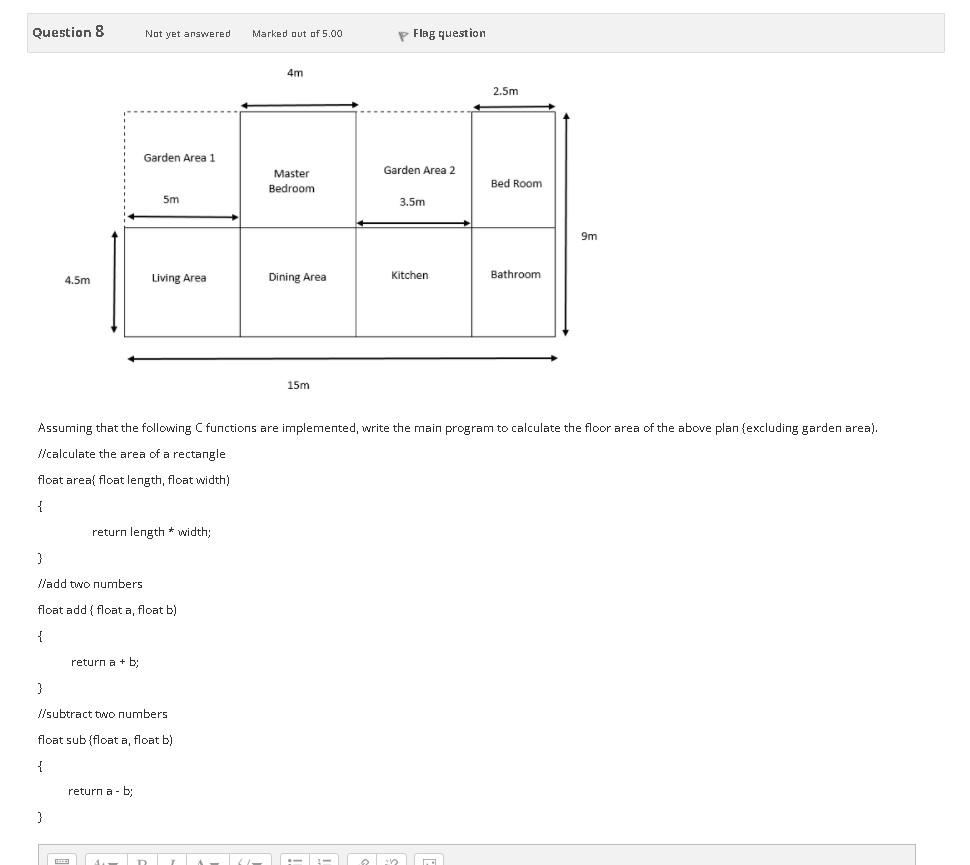 Question 8 Not yet answered Marked out of 5.00 Flag question
4m
2.5m
Garden Area 1
Master
Bedroom
Garden Area 2
Bed Room
5m
3.5m
9m
4.5m
Living Area
Dining Area
Kitchen
Bathroom
15m
Assuming that the following C functions are implemented, write the main program to calculate the floor area of the above plan (excluding garden area).
//calculate the area of a rectangle
float area( float length, float width)
{
return length * width;
}
//add two numbers
float add ( float a, float b)
{
return a + b;
}
//subtract two numbers
float sub (float a, float b)
{
return a - b;
}